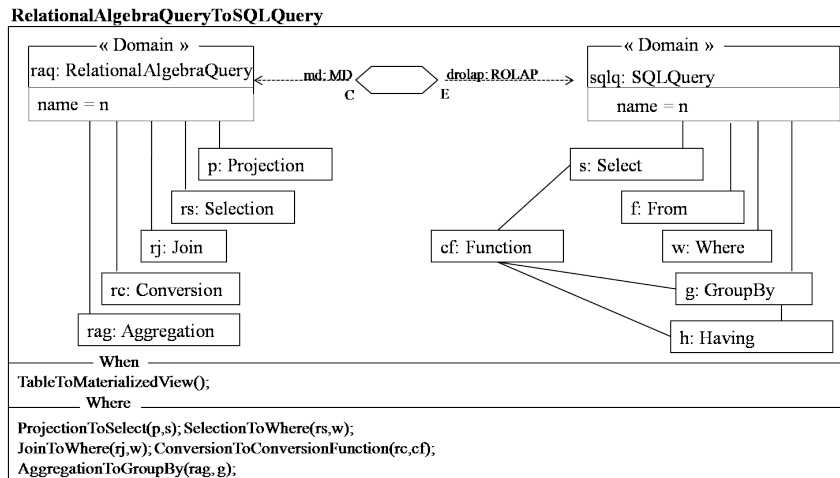 RelationalAlgebraQueryToSQLQuery
« Domain »
raq: RelationalAlgebraQuery
name = n
md: MD
C
drolap: ROLAP
E
« Domain »
sqlq: SQLQuery
name = n
p: Projection
rs: Selection
rj: Join
rc: Conversion
rag: Aggregation
s: Select
f: From
cf: Function
w: Where
g: GroupBy
h: Having
When
TableToMaterializedView();
Where
ProjectionToSelect(p,s); SelectionToWhere(rs,w);
JoinToWhere(rj,w); ConversionToConversionFunction(rc,cf);
AggregationToGroupBy(rag, g);